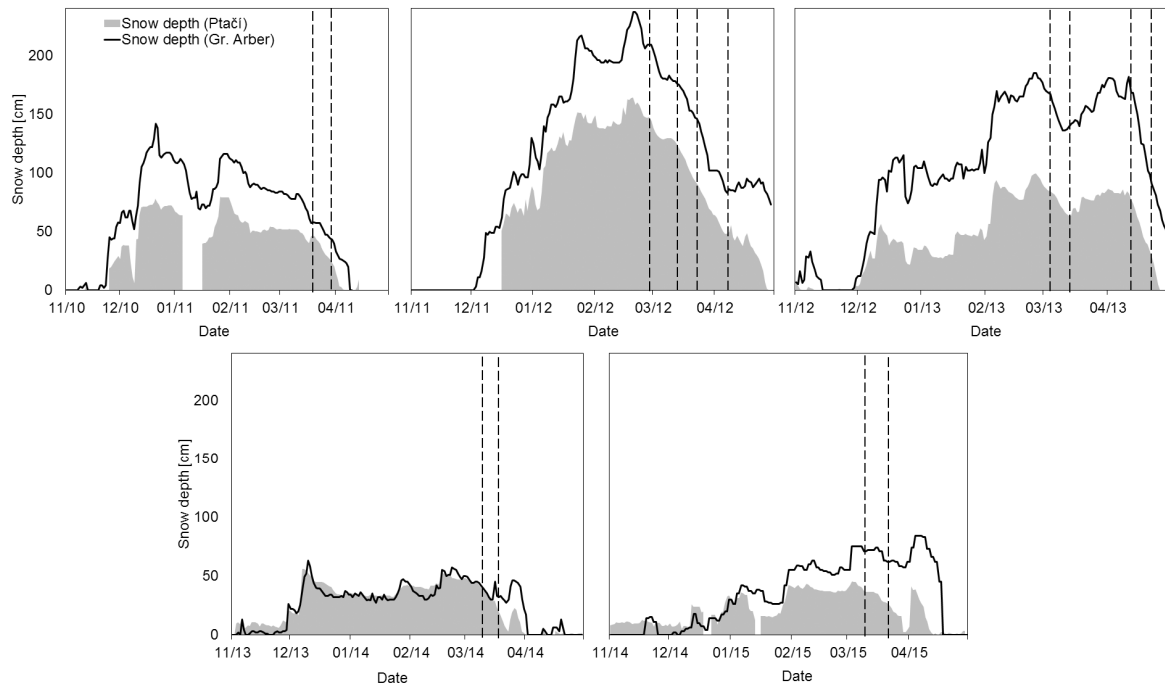 Snow depth (Ptačí)
Snow depth (Gr. Arber)
Snow depth [cm]
200
150
100
50
0
11/10 12/10 01/11 02/11 03/11 04/11
Date
11/11 12/11 01/12 02/12 03/12 04/12
Date
11/12 12/12 01/13 02/13 03/13 04/13
Date
Snow depth [cm]
200
150
100
50
0
11/13 12/13 01/14 02/14 03/14 04/14
Date
11/14 12/14 01/15 02/15 03/15 04/15
Date